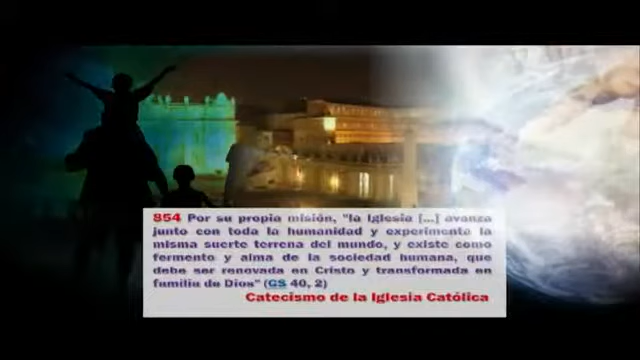 854 Por su propia misión, "la Iglesia [...] avanza
junto con toda la humanidad y experimenta la
misma suerte terrena del mundo, y existe como
fermento y alma de la sociedad humana, que
debe ser renovada en Cristo y transformada en
familia de Dios" (GS 40, 2)
Catecismo de la Iglesia Católica